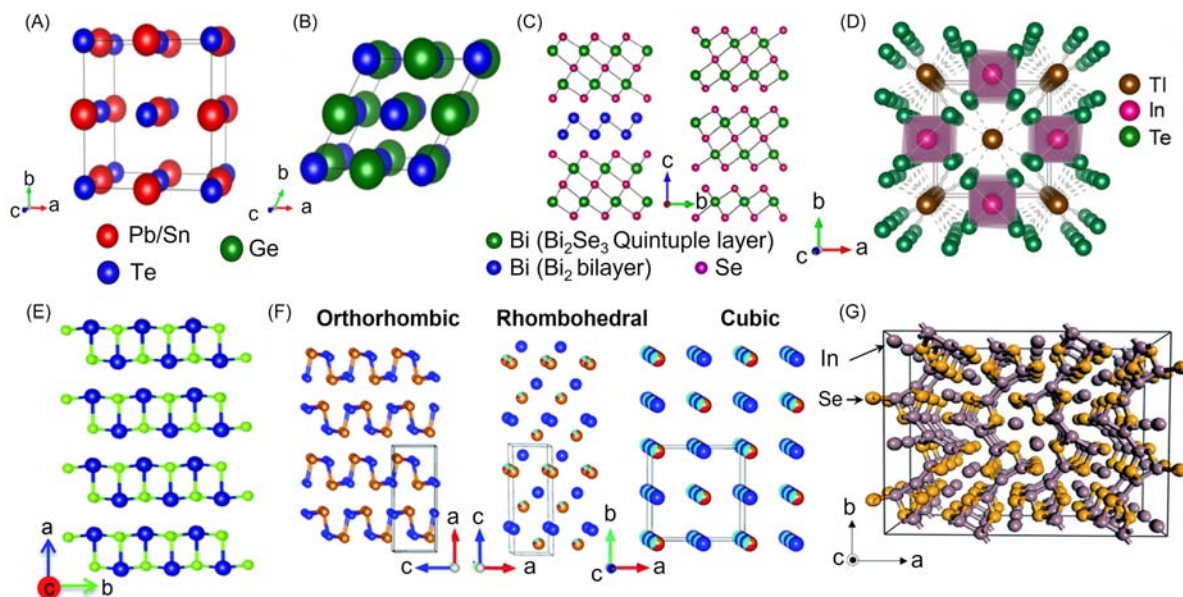 (A)
b
c
a
Pb/Sn
Te
Ge
(B)
b
c
a
(C)
c
b
Bi (Bi₂Se₃ Quintuple layer)
Bi (Bi₂ bilayer)
Se
(D)
Tl
In
Te
b
c
a
(E)
a
c
b
(F)
Orthorhombic
Rhombohedral
Cubic
a
c
c
a
b
c
a
(G)
In
Se
b
c
a